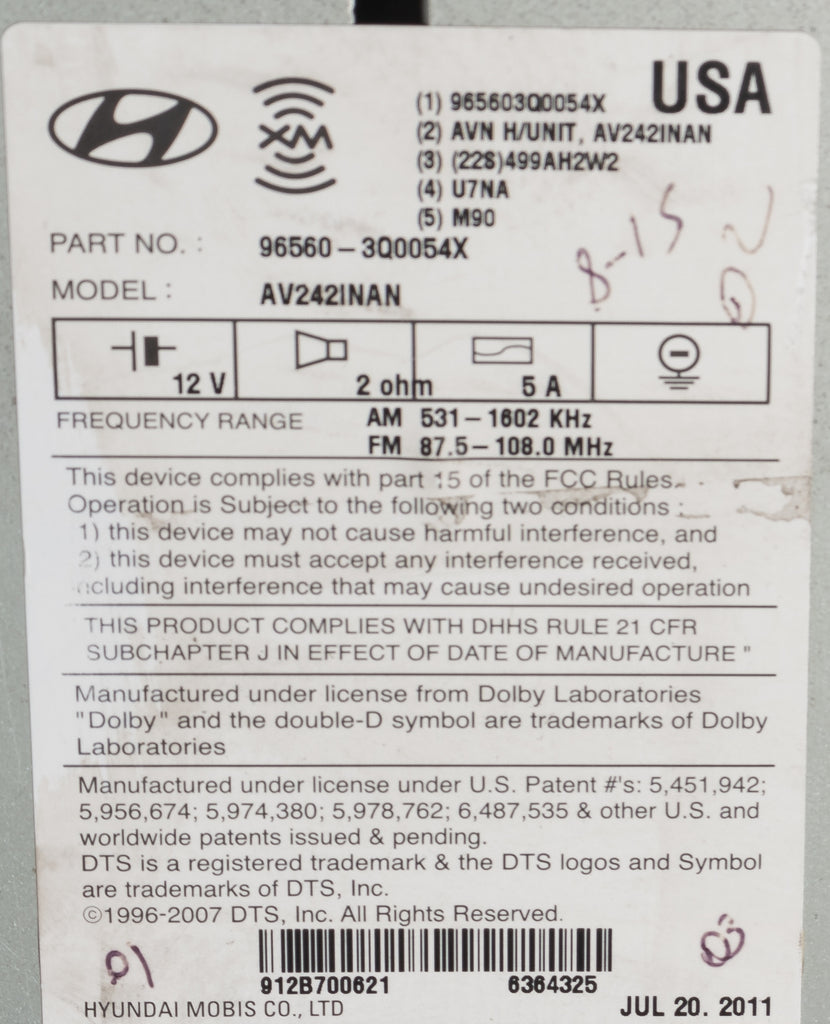 USA
XM
(1) 965603Q0054X
(2) AVN H/UNIT, AV242INAN
(3) (22S)499AH2W2
(4) U7NA
(5) M90
PART NO. : 96560 – 3Q0054X
MODEL : AV242INAN
8-15
12 V 2 ohm 5 A
FREQUENCY RANGE AM 531 – 1602 KHz
FM 87.5 – 108.0 MHz
This device complies with part 15 of the FCC Rules.
Operation is Subject to the following two conditions :
1) this device may not cause harmful interference, and
2) this device must accept any interference received,
including interference that may cause undesired operation
THIS PRODUCT COMPLIES WITH DHHS RULE 21 CFR
SUBCHAPTER J IN EFFECT OF DATE OF MANUFACTURE "
Manufactured under license from Dolby Laboratories
"Dolby" and the double-D symbol are trademarks of Dolby
Laboratories
Manufactured under license under U.S. Patent #'s: 5,451,942;
5,956,674; 5,974,380; 5,978,762; 6,487,535 & other U.S. and
worldwide patents issued & pending.
DTS is a registered trademark & the DTS logos and Symbol
are trademarks of DTS, Inc.
©1996-2007 DTS, Inc. All Rights Reserved.
912B700621 6364325
HYUNDAI MOBIS CO., LTD JUL 20. 2011